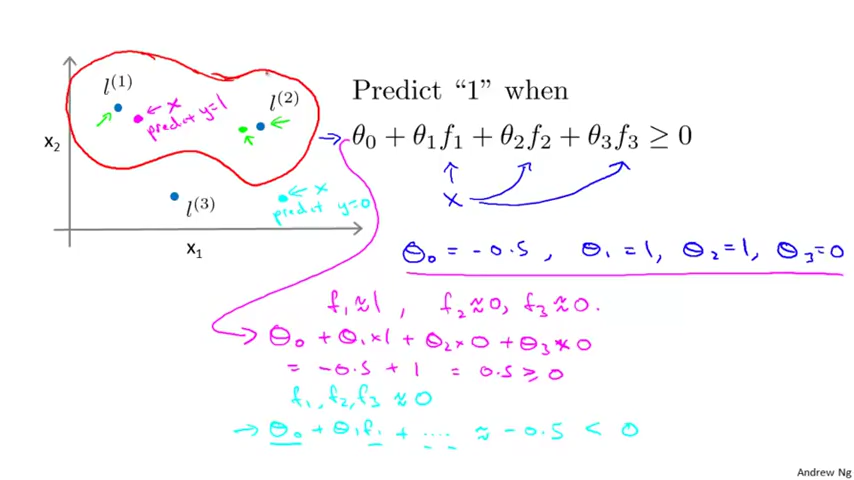 l⁽¹⁾
← x
predict y=1
l⁽²⁾
x₂
l⁽³⁾
← x
predict y=0
x₁
Predict “1” when
→ θ₀ + θ₁f₁ + θ₂f₂ + θ₃f₃ ≥ 0
x
θ₀ = -0.5, θ₁=1, θ₂=1, θ₃=0
f₁≈1, f₂≈0, f₃≈0.
→ θ₀ + θ₁×1 + θ₂×0 + θ₃×0
= -0.5 + 1 = 0.5 ≥ 0
f₁, f₂, f₃ ≈ 0
→ θ₀ + θ₁f₁ + .... ≈ -0.5 < 0
Andrew Ng